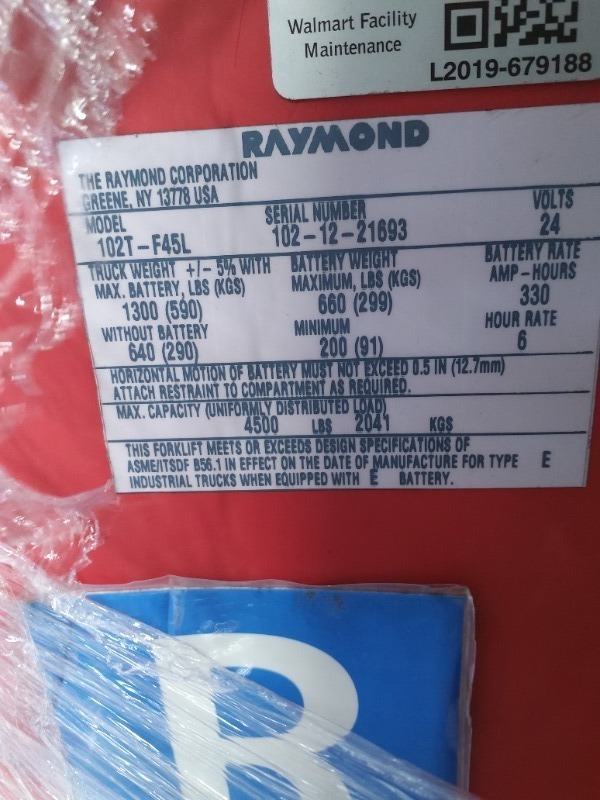 Walmart Facility
Maintenance
L2019-679188
RAYMOND
THE RAYMOND CORPORATION
GREENE, NY 13778 USA
MODEL SERIAL NUMBER VOLTS
102T-F45L 102-12-21693 24
TRUCK WEIGHT +/- 5% WITH BATTERY WEIGHT BATTERY RATE
MAX. BATTERY, LBS (KGS) MAXIMUM, LBS (KGS) AMP-HOURS
1300 (590) 660 (299) 330
WITHOUT BATTERY MINIMUM HOUR RATE
640 (290) 200 (91) 6
HORIZONTAL MOTION OF BATTERY MUST NOT EXCEED 0.5 IN (12.7mm)
ATTACH RESTRAINT TO COMPARTMENT AS REQUIRED.
MAX. CAPACITY (UNIFORMLY DISTRIBUTED LOAD)
4500 LBS 2041 KGS
THIS FORKLIFT MEETS OR EXCEEDS DESIGN SPECIFICATIONS OF
ASME/ITSDF B56.1 IN EFFECT ON THE DATE OF MANUFACTURE FOR TYPE E
INDUSTRIAL TRUCKS WHEN EQUIPPED WITH E BATTERY.
R